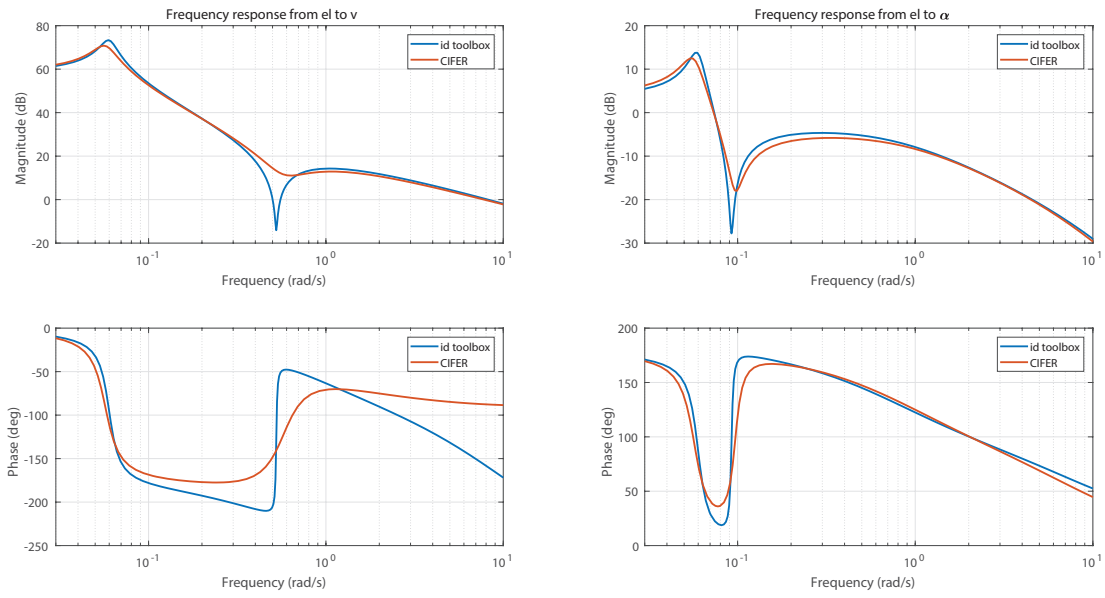 Frequency response from el to v
80
60
40
20
0
-20
Magnitude (dB)
10-1
100
101
Frequency (rad/s)
id toolbox
CIFER
Frequency response from el to α
20
10
0
-10
-20
-30
Magnitude (dB)
10-1
100
101
Frequency (rad/s)
id toolbox
CIFER
0
-50
-100
-150
-200
-250
Phase (deg)
10-1
100
101
Frequency (rad/s)
id toolbox
CIFER
200
150
100
50
0
Phase (deg)
10-1
100
101
Frequency (rad/s)
id toolbox
CIFER